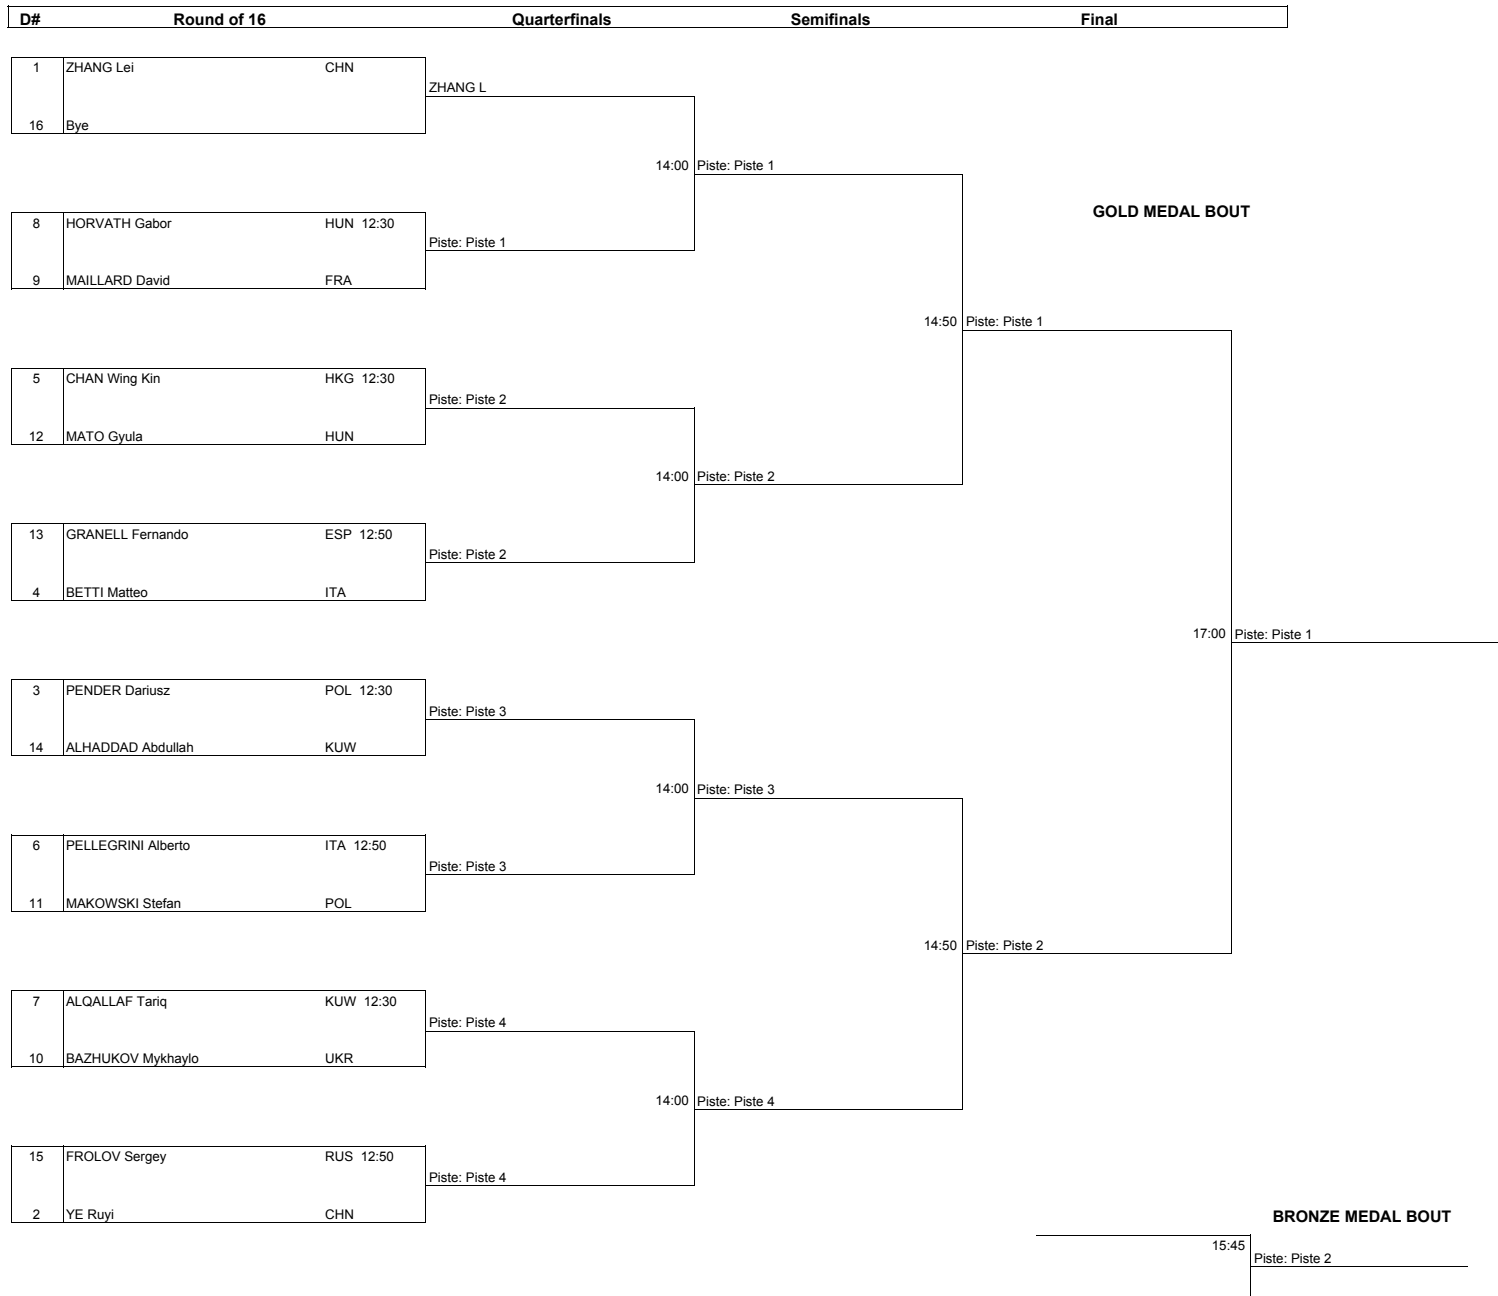 D# Round of 16 Quarterfinals Semifinals Final
1 ZHANG Lei CHN
ZHANG L
16 Bye
14:00 Piste: Piste 1
GOLD MEDAL BOUT
8 HORVATH Gabor HUN 12:30
Piste: Piste 1
9 MAILLARD David FRA
14:50 Piste: Piste 1
5 CHAN Wing Kin HKG 12:30
Piste: Piste 2
12 MATO Gyula HUN
14:00 Piste: Piste 2
13 GRANELL Fernando ESP 12:50
Piste: Piste 2
4 BETTI Matteo ITA
17:00 Piste: Piste 1
3 PENDER Dariusz POL 12:30
Piste: Piste 3
14 ALHADDAD Abdullah KUW
14:00 Piste: Piste 3
6 PELLEGRINI Alberto ITA 12:50
Piste: Piste 3
11 MAKOWSKI Stefan POL
14:50 Piste: Piste 2
7 ALQALLAF Tariq KUW 12:30
Piste: Piste 4
10 BAZHUKOV Mykhaylo UKR
14:00 Piste: Piste 4
15 FROLOV Sergey RUS 12:50
Piste: Piste 4
2 YE Ruyi CHN
BRONZE MEDAL BOUT
15:45
Piste: Piste 2